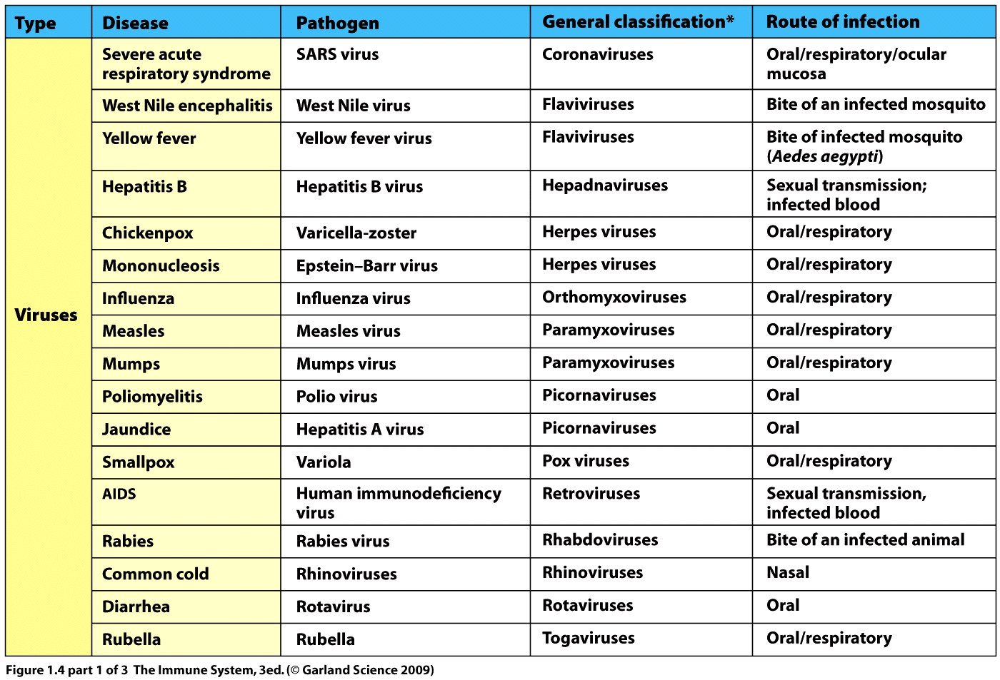 Type Disease Pathogen General classification* Route of infection
Viruses
Severe acute
respiratory syndrome
SARS virus
Coronaviruses
Oral/respiratory/ocular
mucosa
West Nile encephalitis
West Nile virus
Flaviviruses
Bite of an infected mosquito
Yellow fever
Yellow fever virus
Flaviviruses
Bite of infected mosquito
(Aedes aegypti)
Hepatitis B
Hepatitis B virus
Hepadnaviruses
Sexual transmission;
infected blood
Chickenpox
Varicella-zoster
Herpes viruses
Oral/respiratory
Mononucleosis
Epstein–Barr virus
Herpes viruses
Oral/respiratory
Influenza
Influenza virus
Orthomyxoviruses
Oral/respiratory
Measles
Measles virus
Paramyxoviruses
Oral/respiratory
Mumps
Mumps virus
Paramyxoviruses
Oral/respiratory
Poliomyelitis
Polio virus
Picornaviruses
Oral
Jaundice
Hepatitis A virus
Picornaviruses
Oral
Smallpox
Variola
Pox viruses
Oral/respiratory
AIDS
Human immunodeficiency
virus
Retroviruses
Sexual transmission,
infected blood
Rabies
Rabies virus
Rhabdoviruses
Bite of an infected animal
Common cold
Rhinoviruses
Rhinoviruses
Nasal
Diarrhea
Rotavirus
Rotaviruses
Oral
Rubella
Rubella
Togaviruses
Oral/respiratory
Figure 1.4 part 1 of 3 The Immune System, 3ed. (© Garland Science 2009)